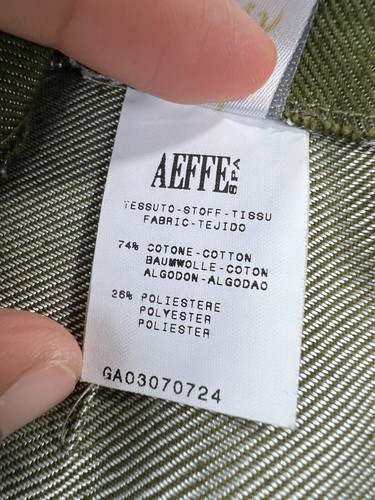 AEFFE SPA
TESSUTO-STOFF-TISSU
FABRIC-TEJIDO
74% COTONE-COTTON
BAUMWOLLE-COTON
ALGODON-ALGODAO
26% POLIESTERE
POLYESTER
POLIESTER
GA03070724